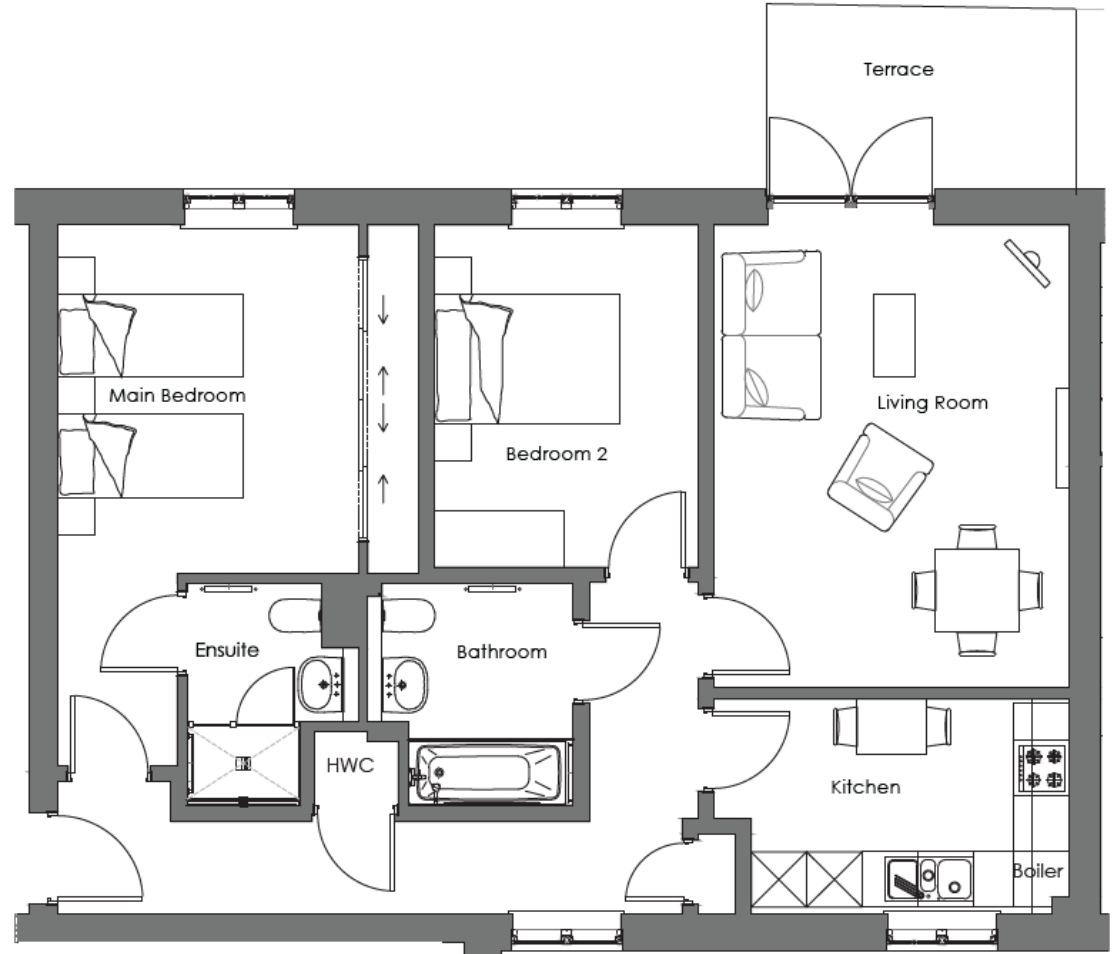 Terrace
Main Bedroom
Living Room
Bedroom 2
Ensuite
Bathroom
HWC
Kitchen
Boiler